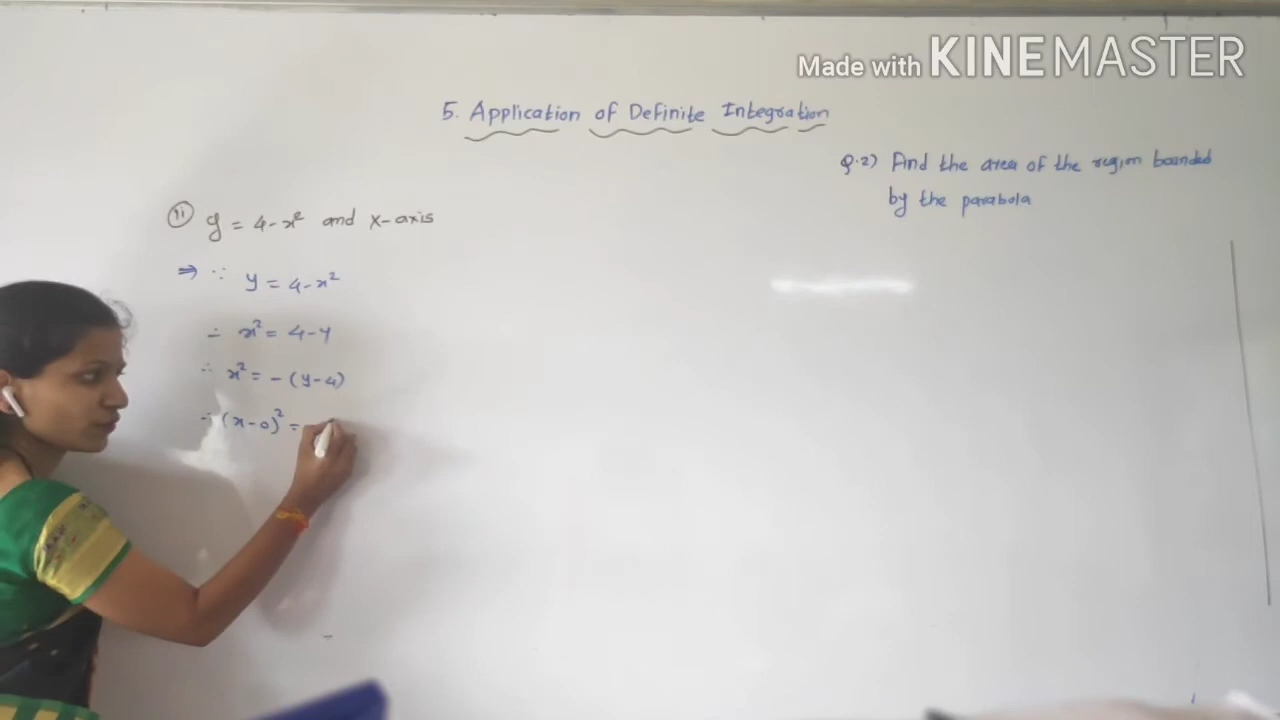 Made with KINEMASTER
5. Application of Definite Integration
Q.2) Find the area of the region bounded
by the parabola
ii) y = 4-x² and x-axis
⇒ ∵ y = 4-x²
∴ x² = 4-y
∴ x² = -(y-4)
∴ (x-0)² =